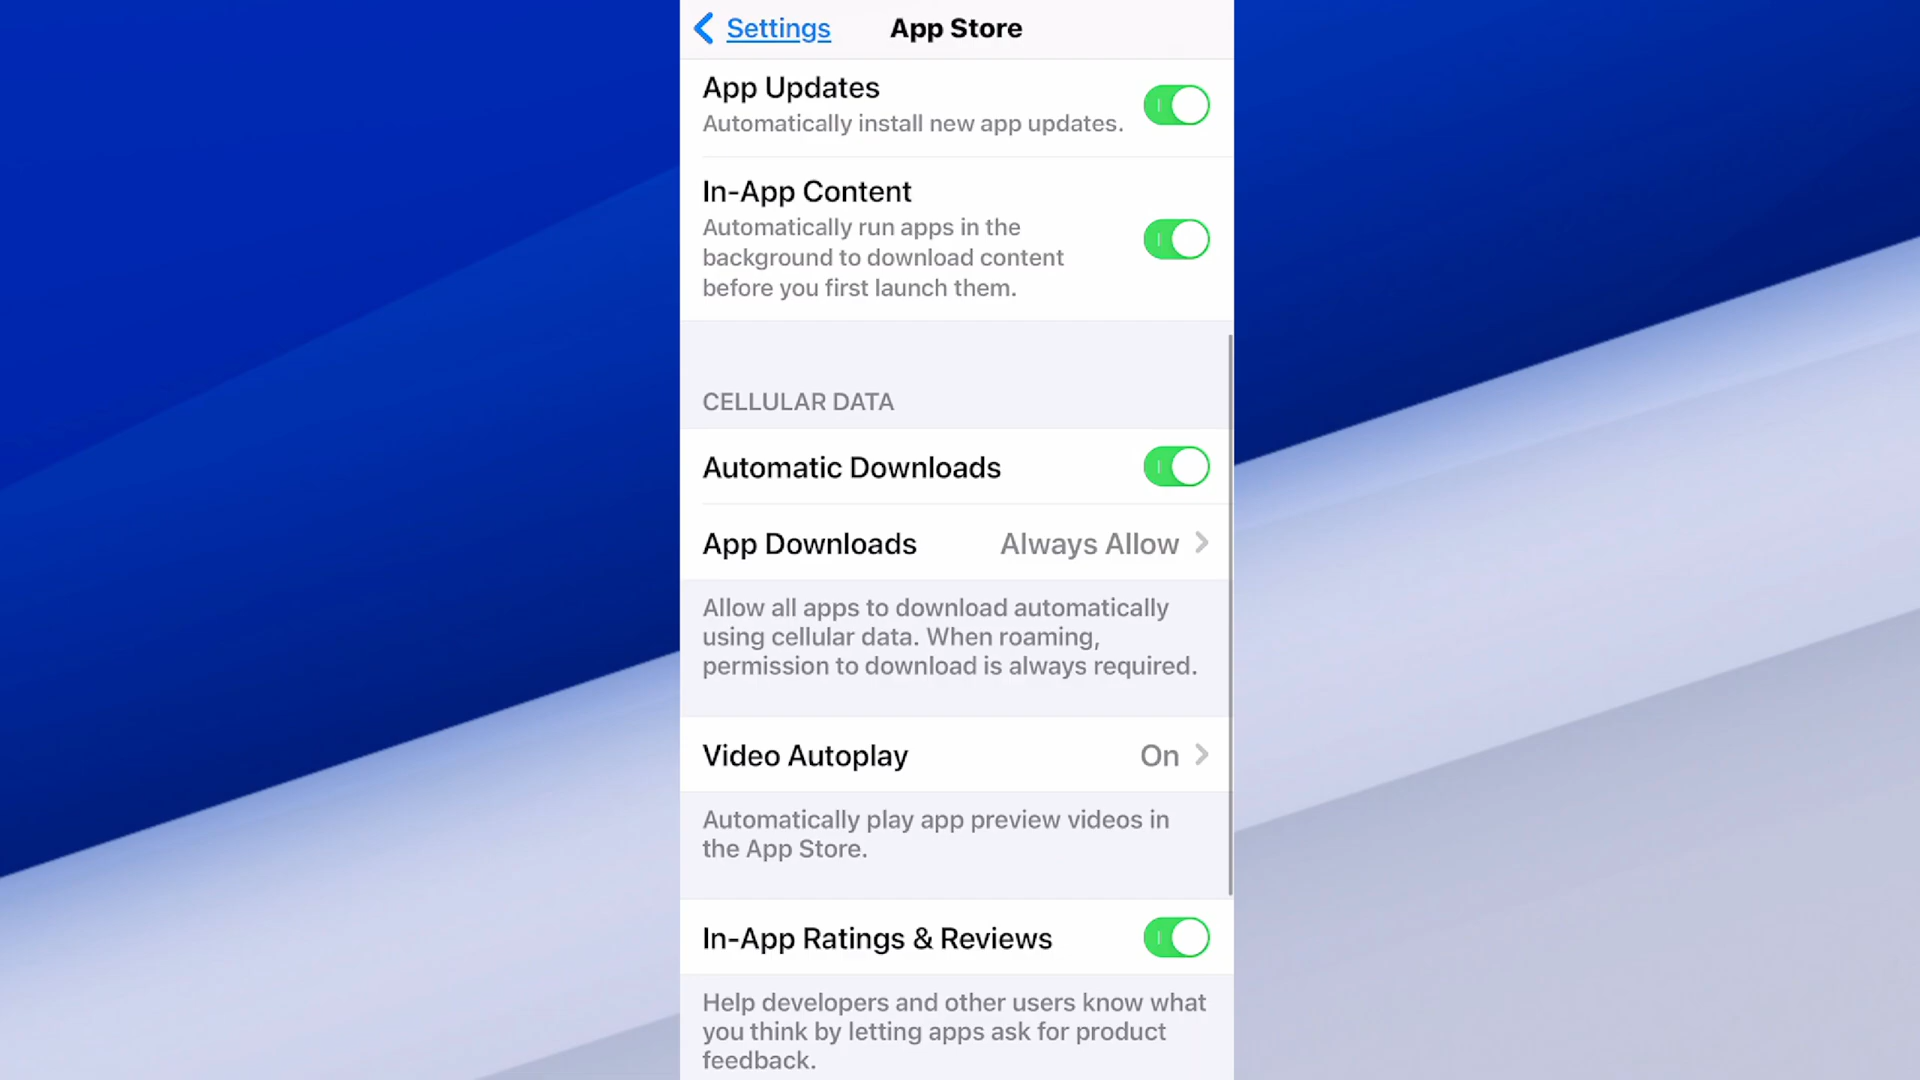 Settings
App Store
App Updates
Automatically install new app updates.
In-App Content
Automatically run apps in the
background to download content
before you first launch them.
CELLULAR DATA
Automatic Downloads
App Downloads Always Allow
Allow all apps to download automatically
using cellular data. When roaming,
permission to download is always required.
Video Autoplay On
Automatically play app preview videos in
the App Store.
In-App Ratings & Reviews
Help developers and other users know what
you think by letting apps ask for product
feedback.